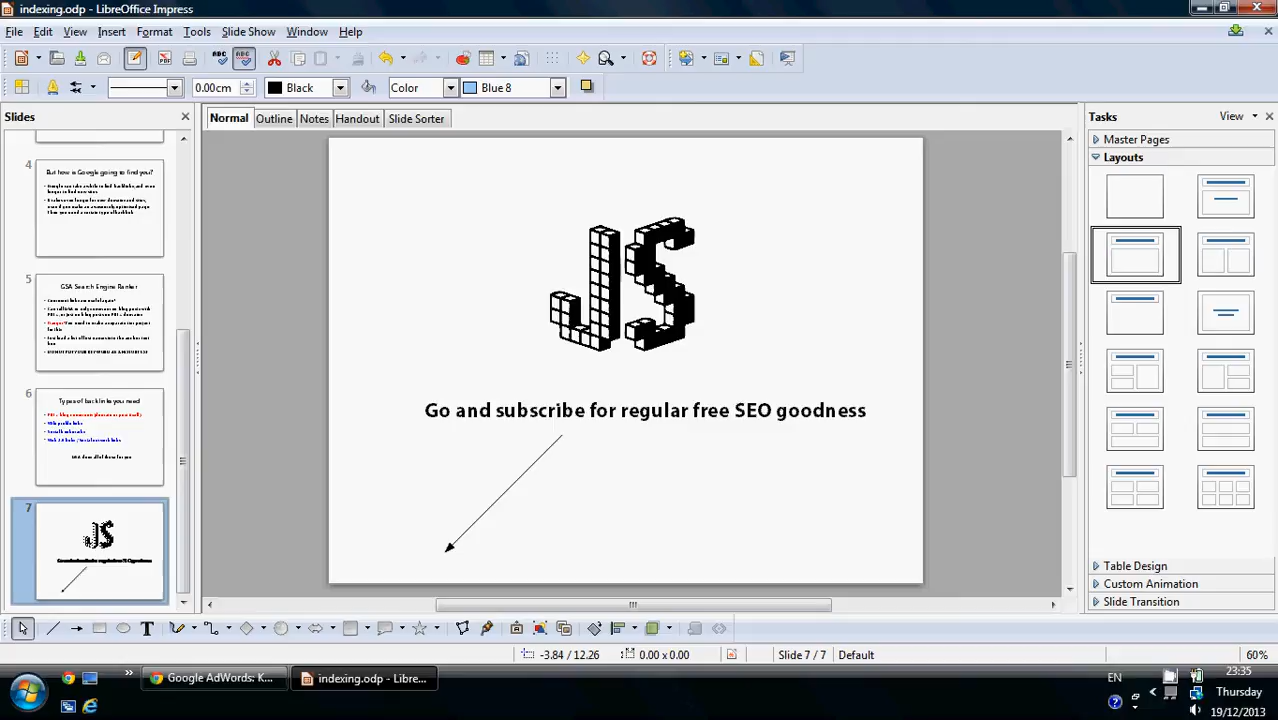 indexing.odp - LibreOffice Impress
File Edit View Insert Format Tools Slide Show Window Help
0.00cm Black Color Blue 8
Slides
Normal Outline Notes Handout Slide Sorter
Tasks View
Master Pages
Layouts
4
But how is Google going to find you?
5
GSA Search Engine Ranker
6
Types of backlinks you need
7
JS
Go and subscribe for regular free SEO goodness
Table Design
Custom Animation
Slide Transition
-3.84 / 12.26 0.00 x 0.00 Slide 7 / 7 Default 60%
Google AdWords: K... indexing.odp - Libre... EN
23:35
Thursday
19/12/2013